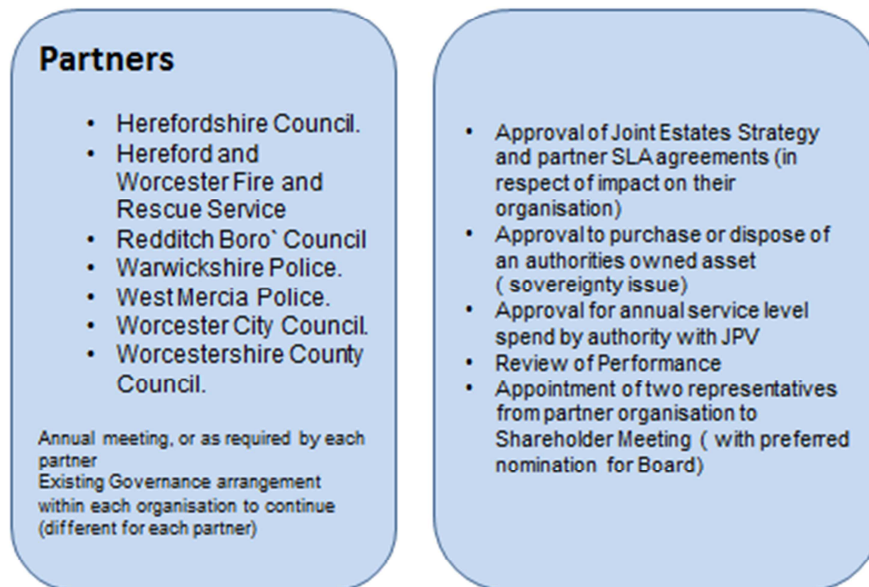 Partners
• Herefordshire Council.
• Hereford and
Worcester Fire and
Rescue Service
• Redditch Boro` Council
• Warwickshire Police.
• West Mercia Police.
• Worcester City Council.
• Worcestershire County
Council.
Annual meeting, or as required by each
partner
Existing Governance arrangement
within each organisation to continue
(different for each partner)
• Approval of Joint Estates Strategy
and partner SLA agreements (in
respect of impact on their
organisation)
• Approval to purchase or dispose of
an authorities owned asset
( sovereignty issue)
• Approval for annual service level
spend by authority with JPV
• Review of Performance
• Appointment of two representatives
from partner organisation to
Shareholder Meeting ( with preferred
nomination for Board)